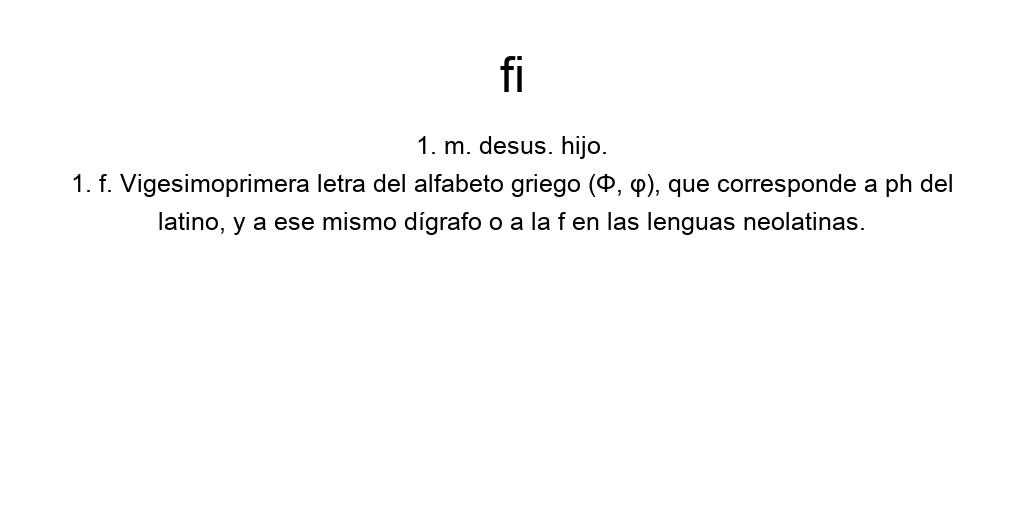 fi
1. m. desus. hijo.
1. f. Vigesimoprimera letra del alfabeto griego (Φ, φ), que corresponde a ph del
latino, y a ese mismo dígrafo o a la f en las lenguas neolatinas.